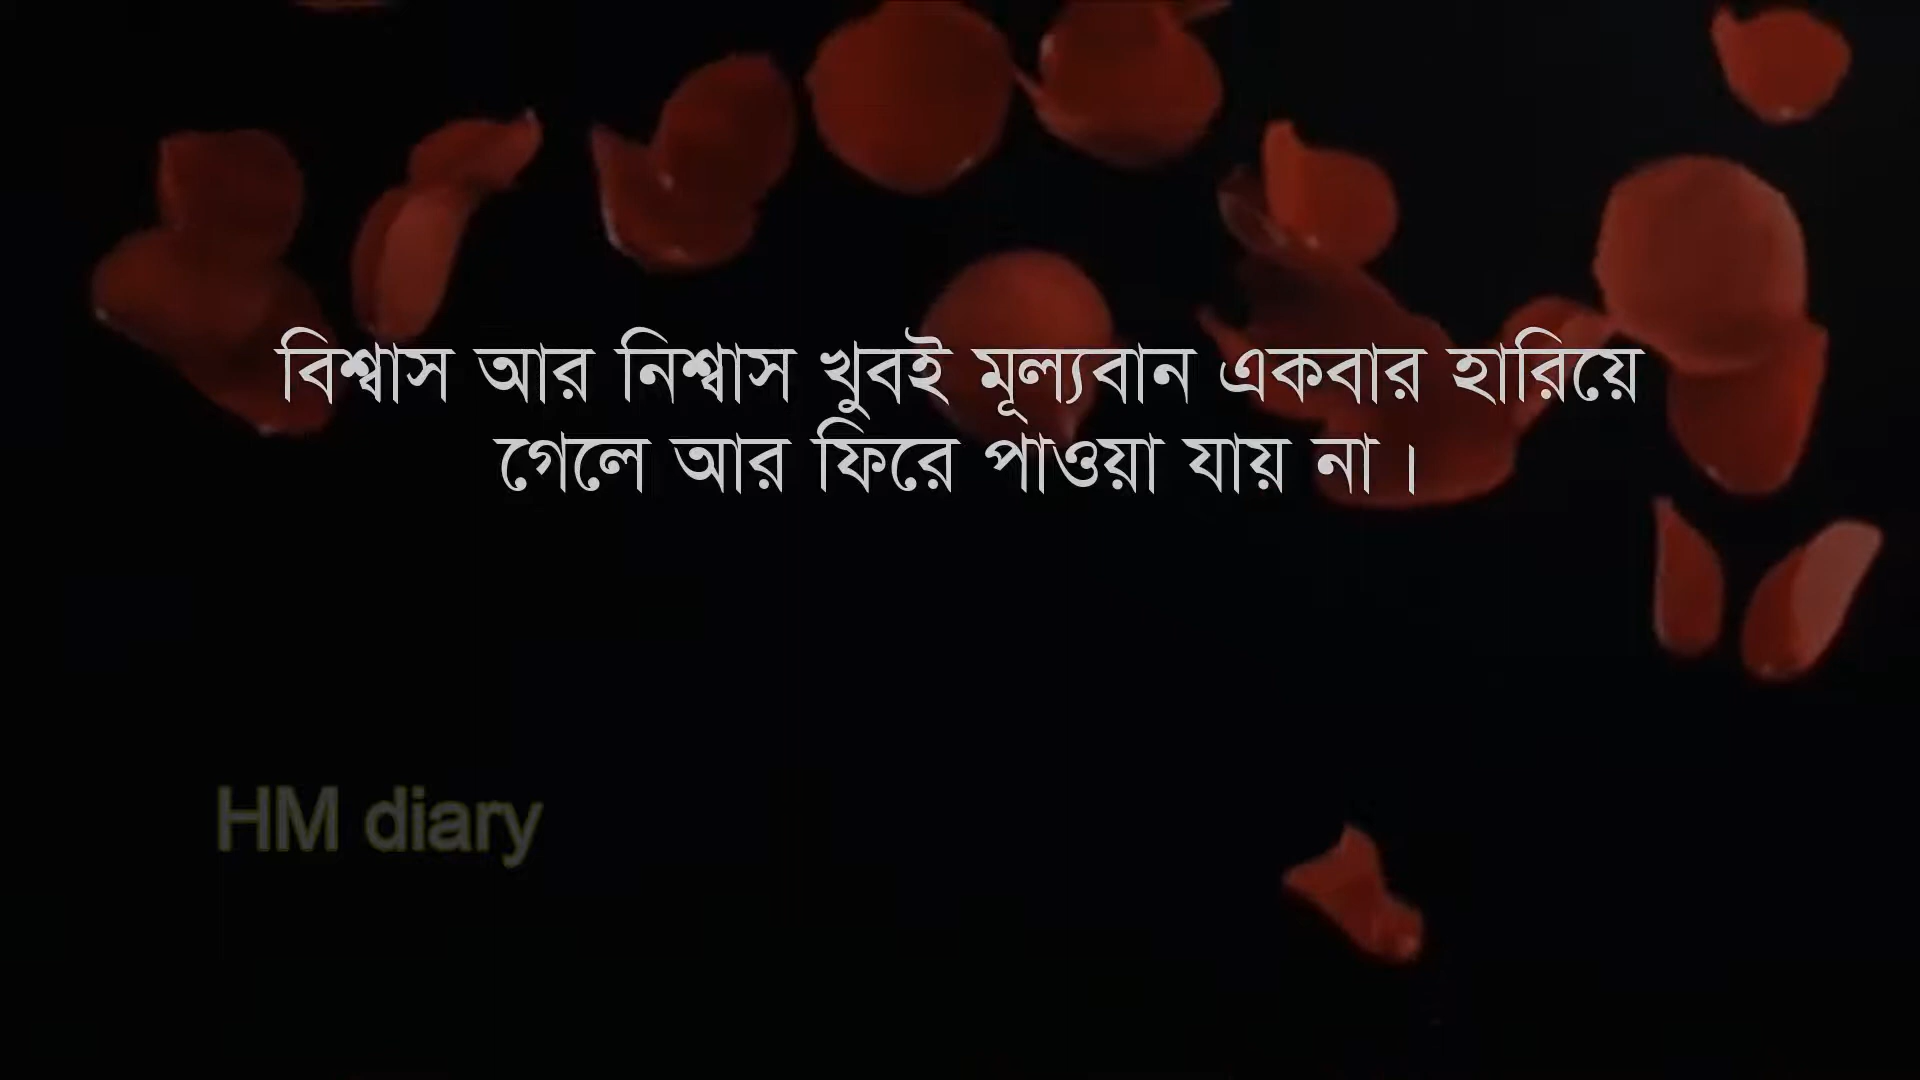 বিশ্বাস আর নিশ্বাস খুবই মূল্যবান একবার হারিয়ে
গেলে আর ফিরে পাওয়া যায় না।
HM diary